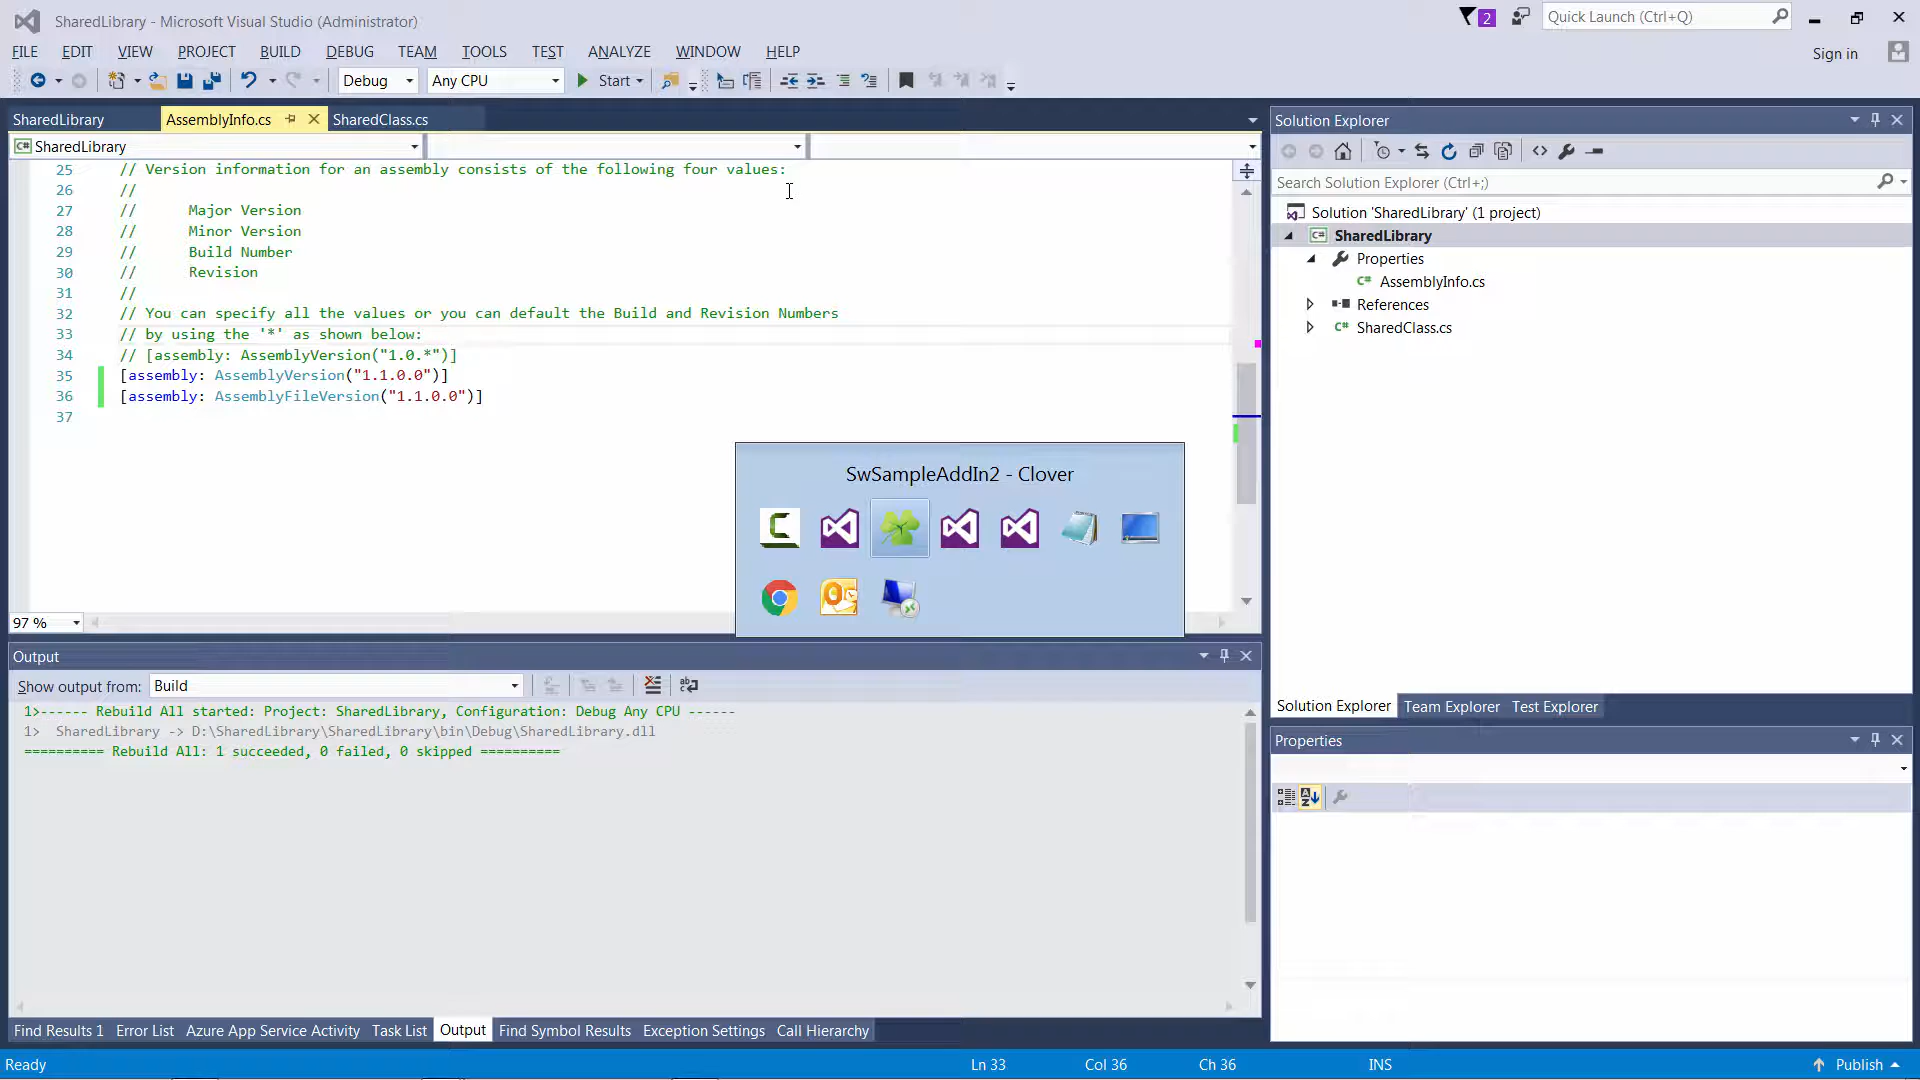 SharedLibrary - Microsoft Visual Studio (Administrator)
2
Quick Launch (Ctrl+Q)
FILE EDIT VIEW PROJECT BUILD DEBUG TEAM TOOLS TEST ANALYZE WINDOW HELP
Sign in
Debug Any CPU Start
SharedLibrary AssemblyInfo.cs SharedClass.cs
C# SharedLibrary
25 // Version information for an assembly consists of the following four values:
26 //
27 // Major Version
28 // Minor Version
29 // Build Number
30 // Revision
31 //
32 // You can specify all the values or you can default the Build and Revision Numbers
33 // by using the '*' as shown below:
34 // [assembly: AssemblyVersion("1.0.*")]
35 [assembly: AssemblyVersion("1.1.0.0")]
36 [assembly: AssemblyFileVersion("1.1.0.0")]
37
SwSampleAddIn2 - Clover
97 %
Output
Show output from: Build
1>------ Rebuild All started: Project: SharedLibrary, Configuration: Debug Any CPU ------
1> SharedLibrary -> D:\SharedLibrary\SharedLibrary\bin\Debug\SharedLibrary.dll
========== Rebuild All: 1 succeeded, 0 failed, 0 skipped ==========
Find Results 1 Error List Azure App Service Activity Task List Output Find Symbol Results Exception Settings Call Hierarchy
Solution Explorer
Search Solution Explorer (Ctrl+;)
Solution 'SharedLibrary' (1 project)
C# SharedLibrary
Properties
C# AssemblyInfo.cs
References
C# SharedClass.cs
Solution Explorer Team Explorer Test Explorer
Properties
Ready Ln 33 Col 36 Ch 36 INS Publish